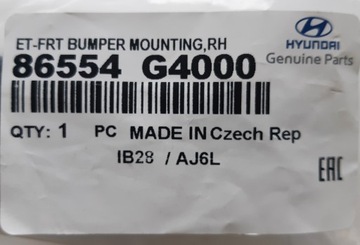 ET-FRT BUMPER MOUNTING,RH
86554 G4000
HYUNDAI
Genuine Parts
QTY: 1 PC MADE IN Czech Rep
IB28 / AJ6L
EAC